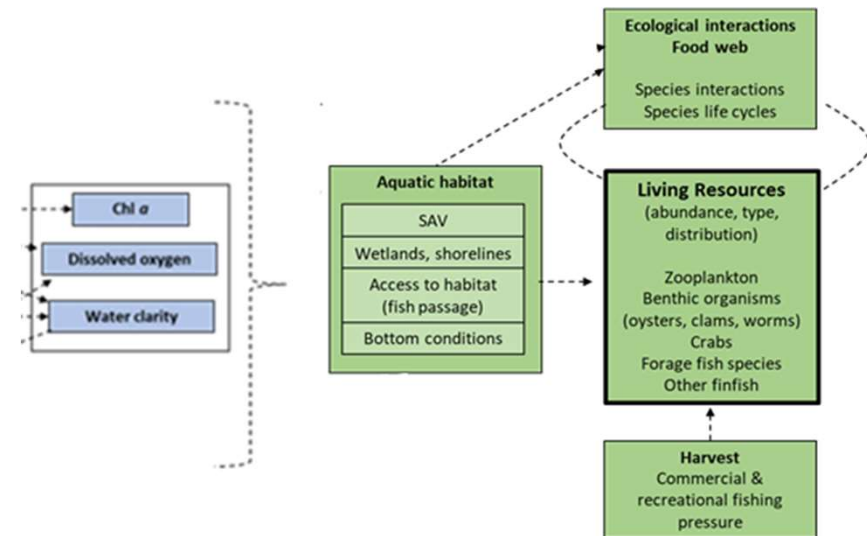 Chl a
Dissolved oxygen
Water clarity
Aquatic habitat
SAV
Wetlands, shorelines
Access to habitat
(fish passage)
Bottom conditions
Ecological interactions
Food web
Species interactions
Species life cycles
Living Resources
(abundance, type,
distribution)
Zooplankton
Benthic organisms
(oysters, clams, worms)
Crabs
Forage fish species
Other finfish
Harvest
Commercial &
recreational fishing
pressure